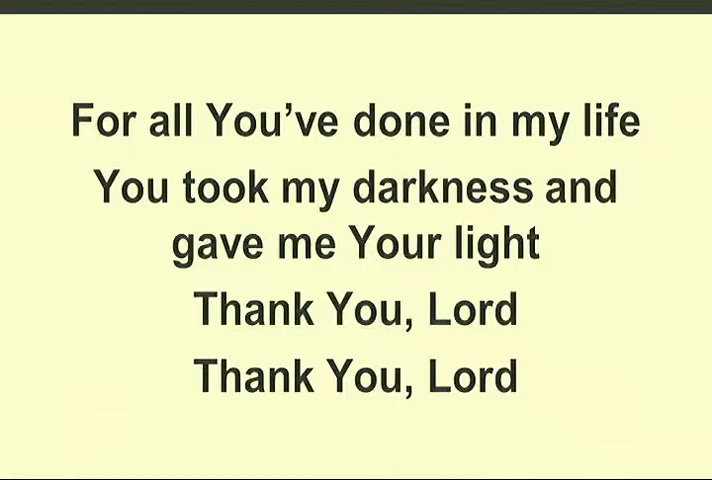 For all You’ve done in my life
You took my darkness and
gave me Your light
Thank You, Lord
Thank You, Lord